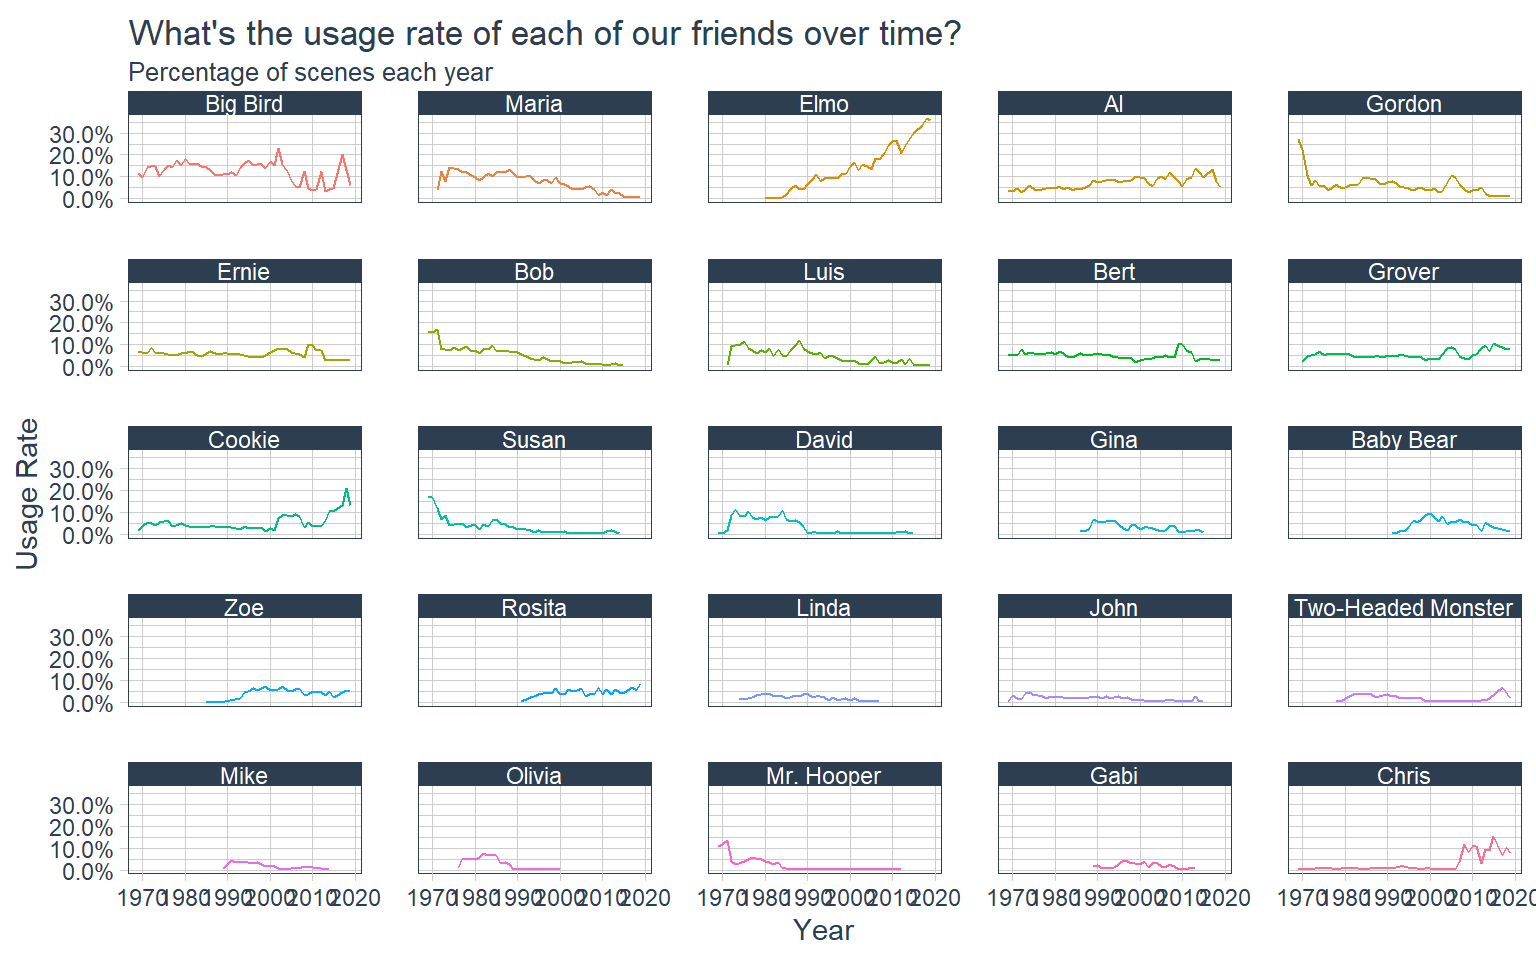 What's the usage rate of each of our friends over time?
Percentage of scenes each year
Big Bird Maria Elmo Al Gordon
30.0%
20.0%
10.0%
0.0%
Ernie Bob Luis Bert Grover
30.0%
20.0%
10.0%
0.0%
Usage Rate
Cookie Susan David Gina Baby Bear
30.0%
20.0%
10.0%
0.0%
Zoe Rosita Linda John Two-Headed Monster
30.0%
20.0%
10.0%
0.0%
Mike Olivia Mr. Hooper Gabi Chris
30.0%
20.0%
10.0%
0.0%
1970 1980 1990 2000 2010 2020 1970 1980 1990 2000 2010 2020 1970 1980 1990 2000 2010 2020 1970 1980 1990 2000 2010 2020 1970 1980 1990 2000 2010 2020
Year